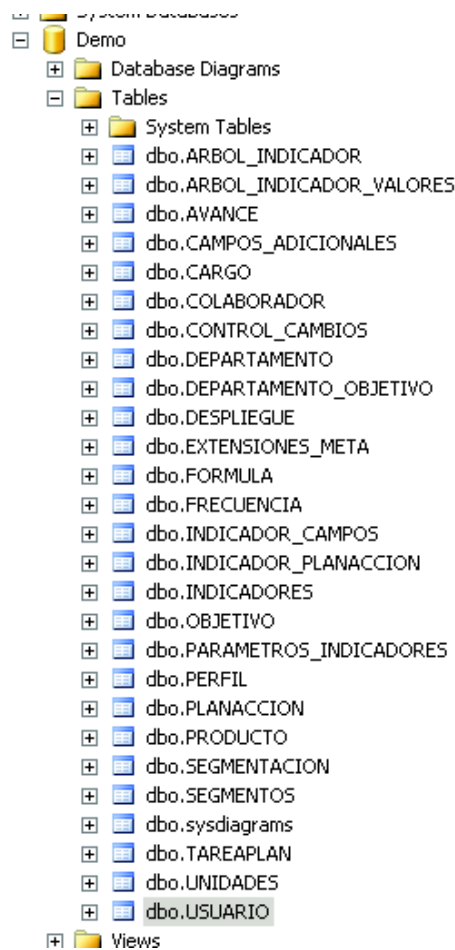 System Databases
Demo
Database Diagrams
Tables
System Tables
dbo.ARBOL_INDICADOR
dbo.ARBOL_INDICADOR_VALORES
dbo.AVANCE
dbo.CAMPOS_ADICIONALES
dbo.CARGO
dbo.COLABORADOR
dbo.CONTROL_CAMBIOS
dbo.DEPARTAMENTO
dbo.DEPARTAMENTO_OBJETIVO
dbo.DESPLIEGUE
dbo.EXTENSIONES_META
dbo.FORMULA
dbo.FRECUENCIA
dbo.INDICADOR_CAMPOS
dbo.INDICADOR_PLANACCION
dbo.INDICADORES
dbo.OBJETIVO
dbo.PARAMETROS_INDICADORES
dbo.PERFIL
dbo.PLANACCION
dbo.PRODUCTO
dbo.SEGMENTACION
dbo.SEGMENTOS
dbo.sysdiagrams
dbo.TAREAPLAN
dbo.UNIDADES
dbo.USUARIO
Views